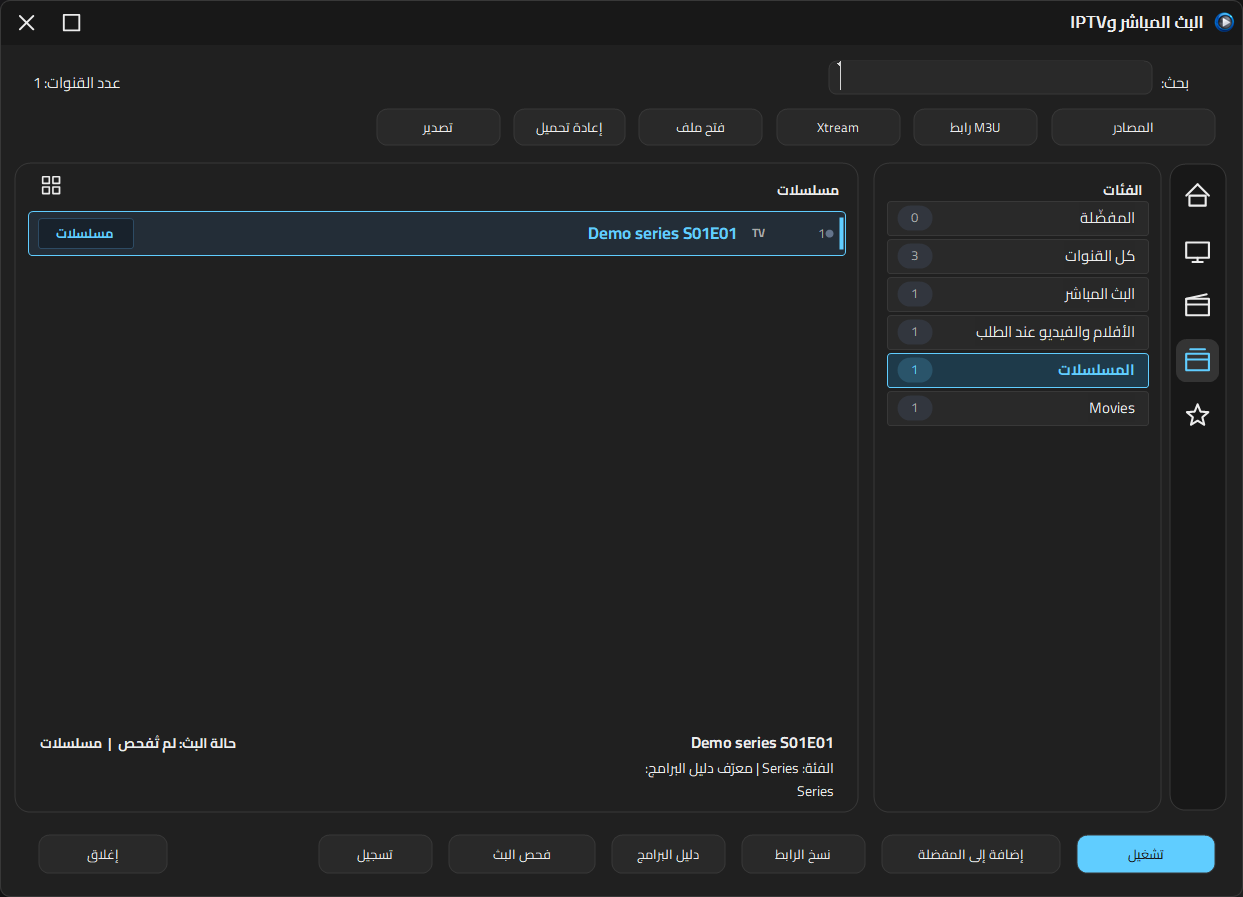 البث المباشر وIPTV
بحث:
عدد القنوات: 1
المصادر
رابط M3U
Xtream
فتح ملف
إعادة تحميل
تصدير
الفئات
المفضّلة 0
كل القنوات 3
البث المباشر 1
الأفلام والفيديو عند الطلب 1
المسلسلات 1
Movies 1
مسلسلات
1 TV Demo series S01E01 مسلسلات
Demo series S01E01
الفئة: Series | معرّف دليل البرامج:
Series
حالة البث: لم تُفحص | مسلسلات
تشغيل
إضافة إلى المفضلة
نسخ الرابط
دليل البرامج
فحص البث
تسجيل
إغلاق